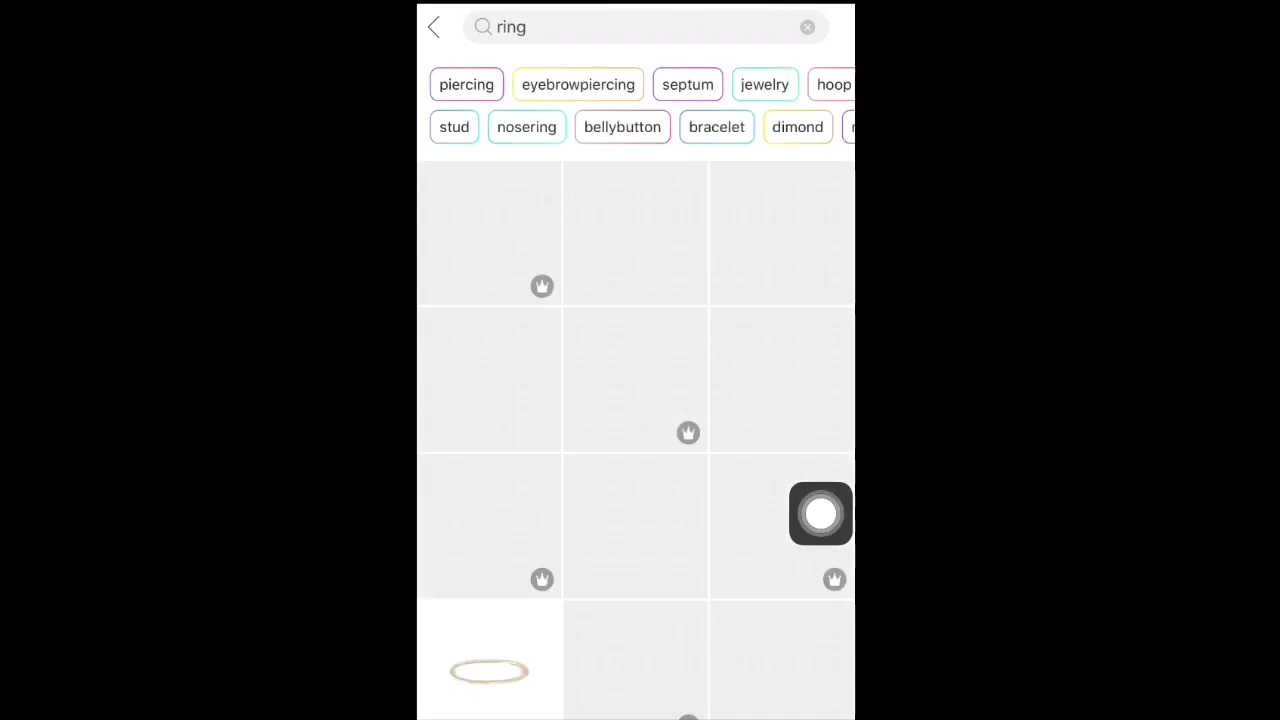 ring
piercing eyebrowpiercing septum jewelry hoop
stud nosering bellybutton bracelet dimond